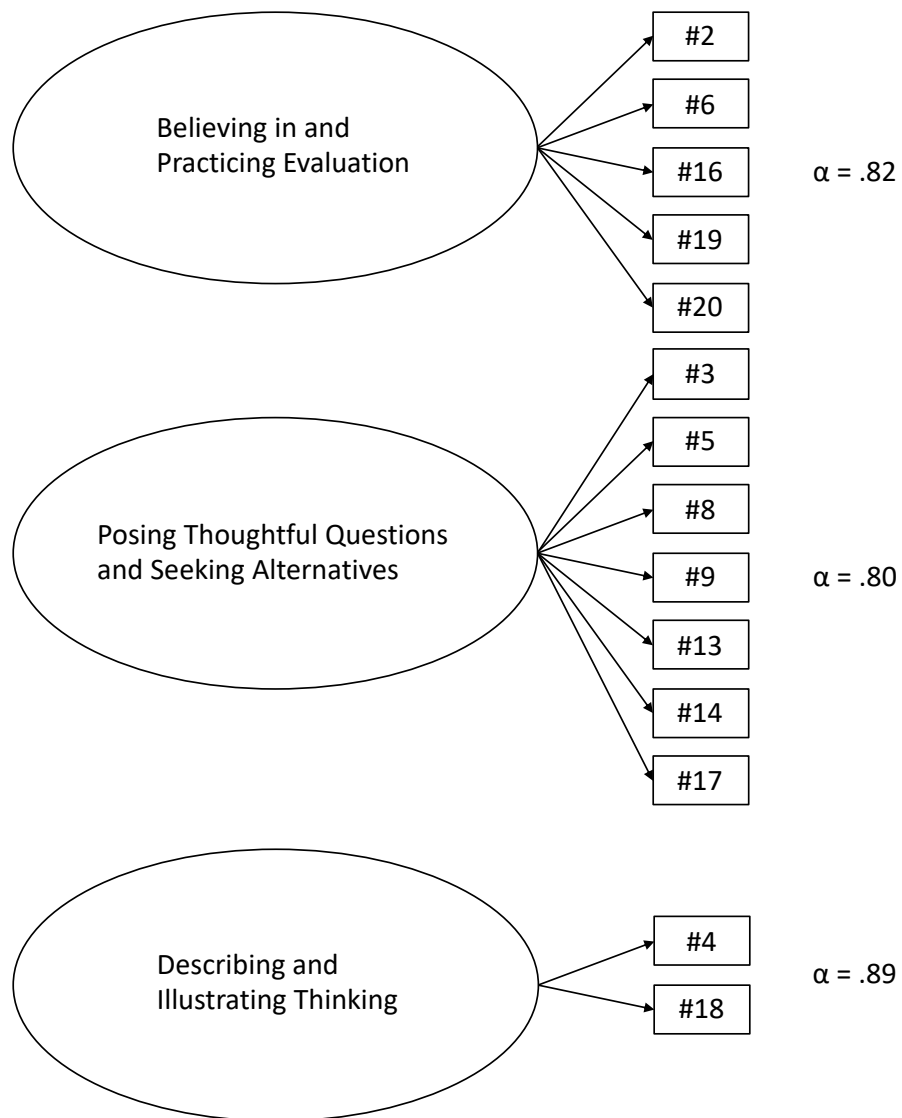 Believing in and
Practicing Evaluation
#2
#6
#16
#19
#20
α = .82
Posing Thoughtful Questions
and Seeking Alternatives
#3
#5
#8
#9
#13
#14
#17
α = .80
Describing and
Illustrating Thinking
#4
#18
α = .89